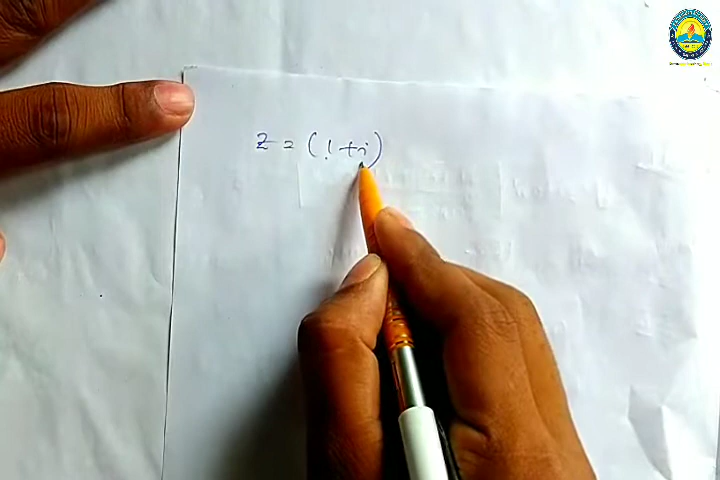 z = (1 + i)